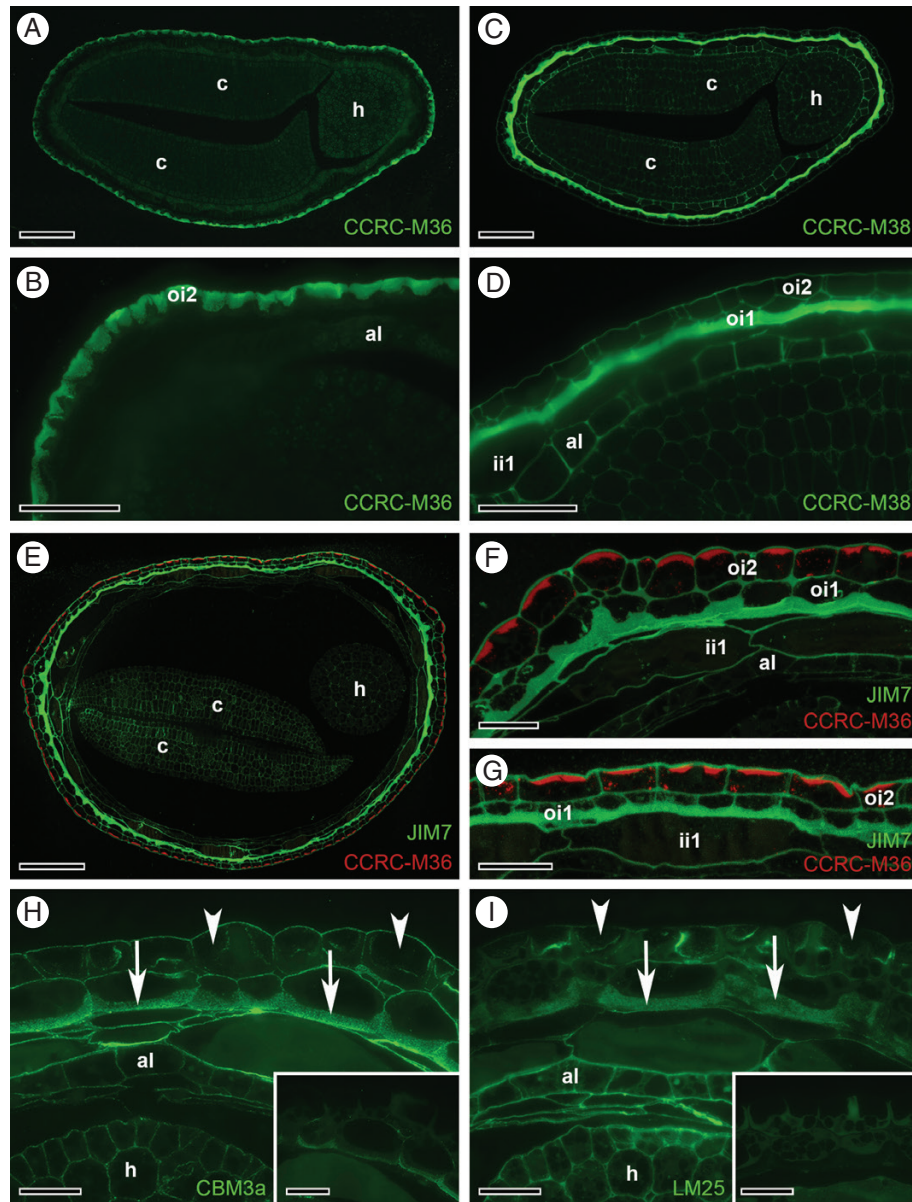 A
c
h
c
CCRC-M36
C
c
h
c
CCRC-M38
B
oi2
al
CCRC-M36
D
oi2
oi1
al
ii1
CCRC-M38
E
c
h
c
JIM7
CCRC-M36
F
oi2
oi1
ii1
al
JIM7
CCRC-M36
G
oi1
oi2
ii1
JIM7
CCRC-M36
H
al
h
CBM3a
I
al
h
LM25